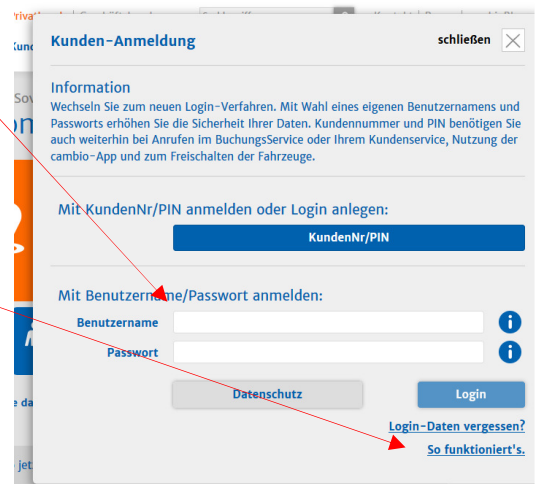 Kunden-Anmeldung
schließen
Information
Wechseln Sie zum neuen Login-Verfahren. Mit Wahl eines eigenen Benutzernamens und
Passworts erhöhen Sie die Sicherheit Ihrer Daten. Kundennummer und PIN benötigen Sie
auch weiterhin bei Anrufen im BuchungsService oder Ihrem Kundenservice, Nutzung der
cambio-App und zum Freischalten der Fahrzeuge.
Mit KundenNr/PIN anmelden oder Login anlegen:
KundenNr/PIN
Mit Benutzername/Passwort anmelden:
Benutzername
Passwort
Datenschutz
Login
Login-Daten vergessen?
So funktioniert's.
e da
jet